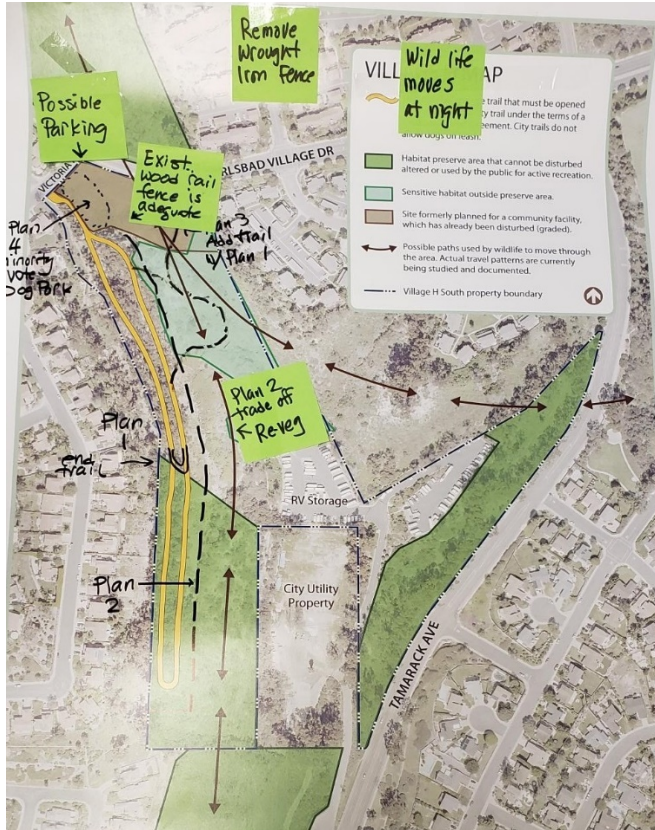 Remove
Wrought
Iron Fence
Wild life
moves
at night
Possible
Parking
Exist.
wood rail
fence is
adequate
VILL
AP
e trail that must be opened
ty trail under the terms of a
eement. City trails do not
allow dogs off leash.
Habitat preserve area that cannot be disturbed
altered or used by the public for active recreation.
Sensitive habitat outside preserve area.
Site formerly planned for a community facility,
which has already been disturbed (graded).
Possible paths used by wildlife to move through
the area. Actual travel patterns are currently
being studied and documented.
Village H South property boundary
VICTORIA
RLSBAD VILLAGE DR
Plan
4
minority
vote
Dog Park
Plan 3
Add trail
w/ Plan 1
Plan 2
trade off
Re-veg
Plan
1
end
trail
RV Storage
Plan
2
City Utility
Property
TAMARACK AVE